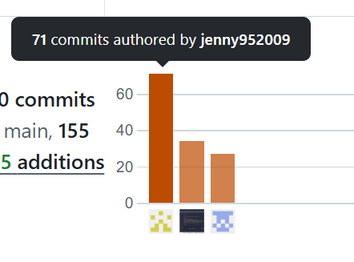 71 commits authored by jenny952009
0 commits
main, 155
5 additions
60
40
20
0